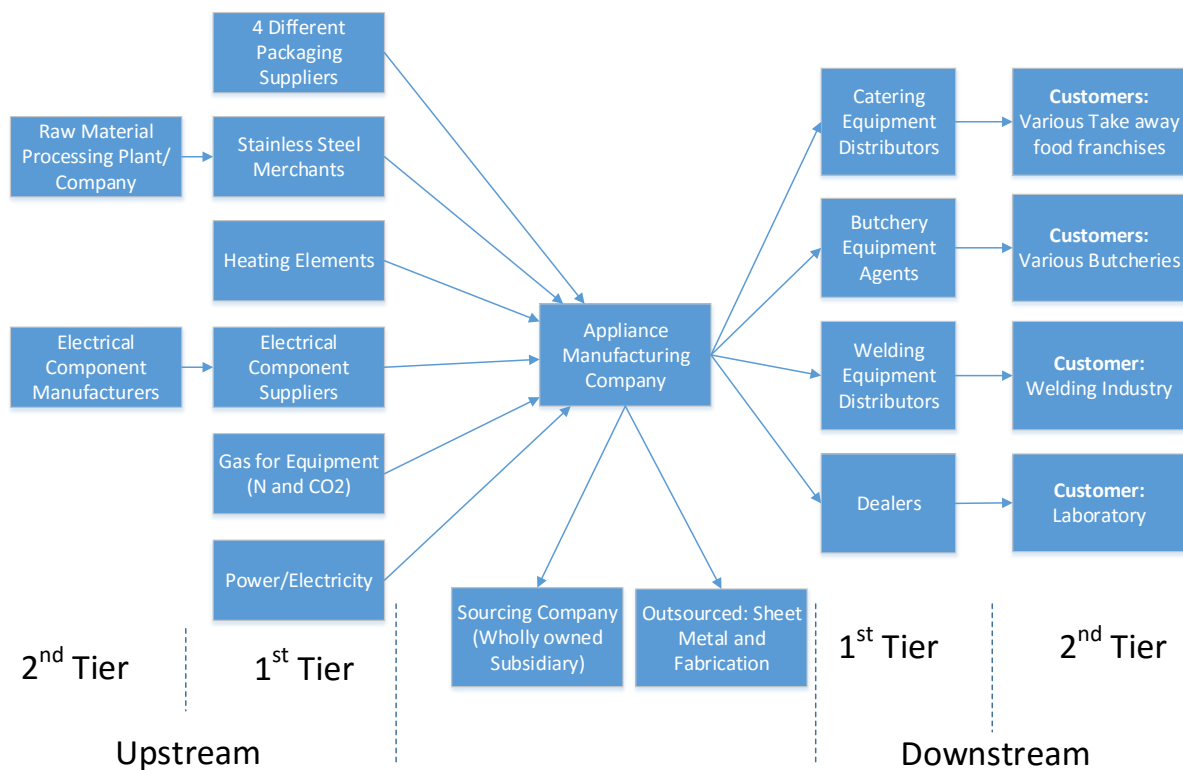 4 Different
Packaging
Suppliers
Raw Material
Processing Plant/
Company
Stainless Steel
Merchants
Heating Elements
Electrical
Component
Manufacturers
Electrical
Component
Suppliers
Gas for Equipment
(N and CO2)
Power/Electricity
Appliance
Manufacturing
Company
Sourcing Company
(Wholly owned
Subsidiary)
Outsourced: Sheet
Metal and
Fabrication
Catering
Equipment
Distributors
Customers:
Various Take away
food franchises
Butchery
Equipment
Agents
Customers:
Various Butcheries
Welding
Equipment
Distributors
Customer:
Welding Industry
Dealers
Customer:
Laboratory
2nd Tier
1st Tier
1st Tier
2nd Tier
Upstream
Downstream